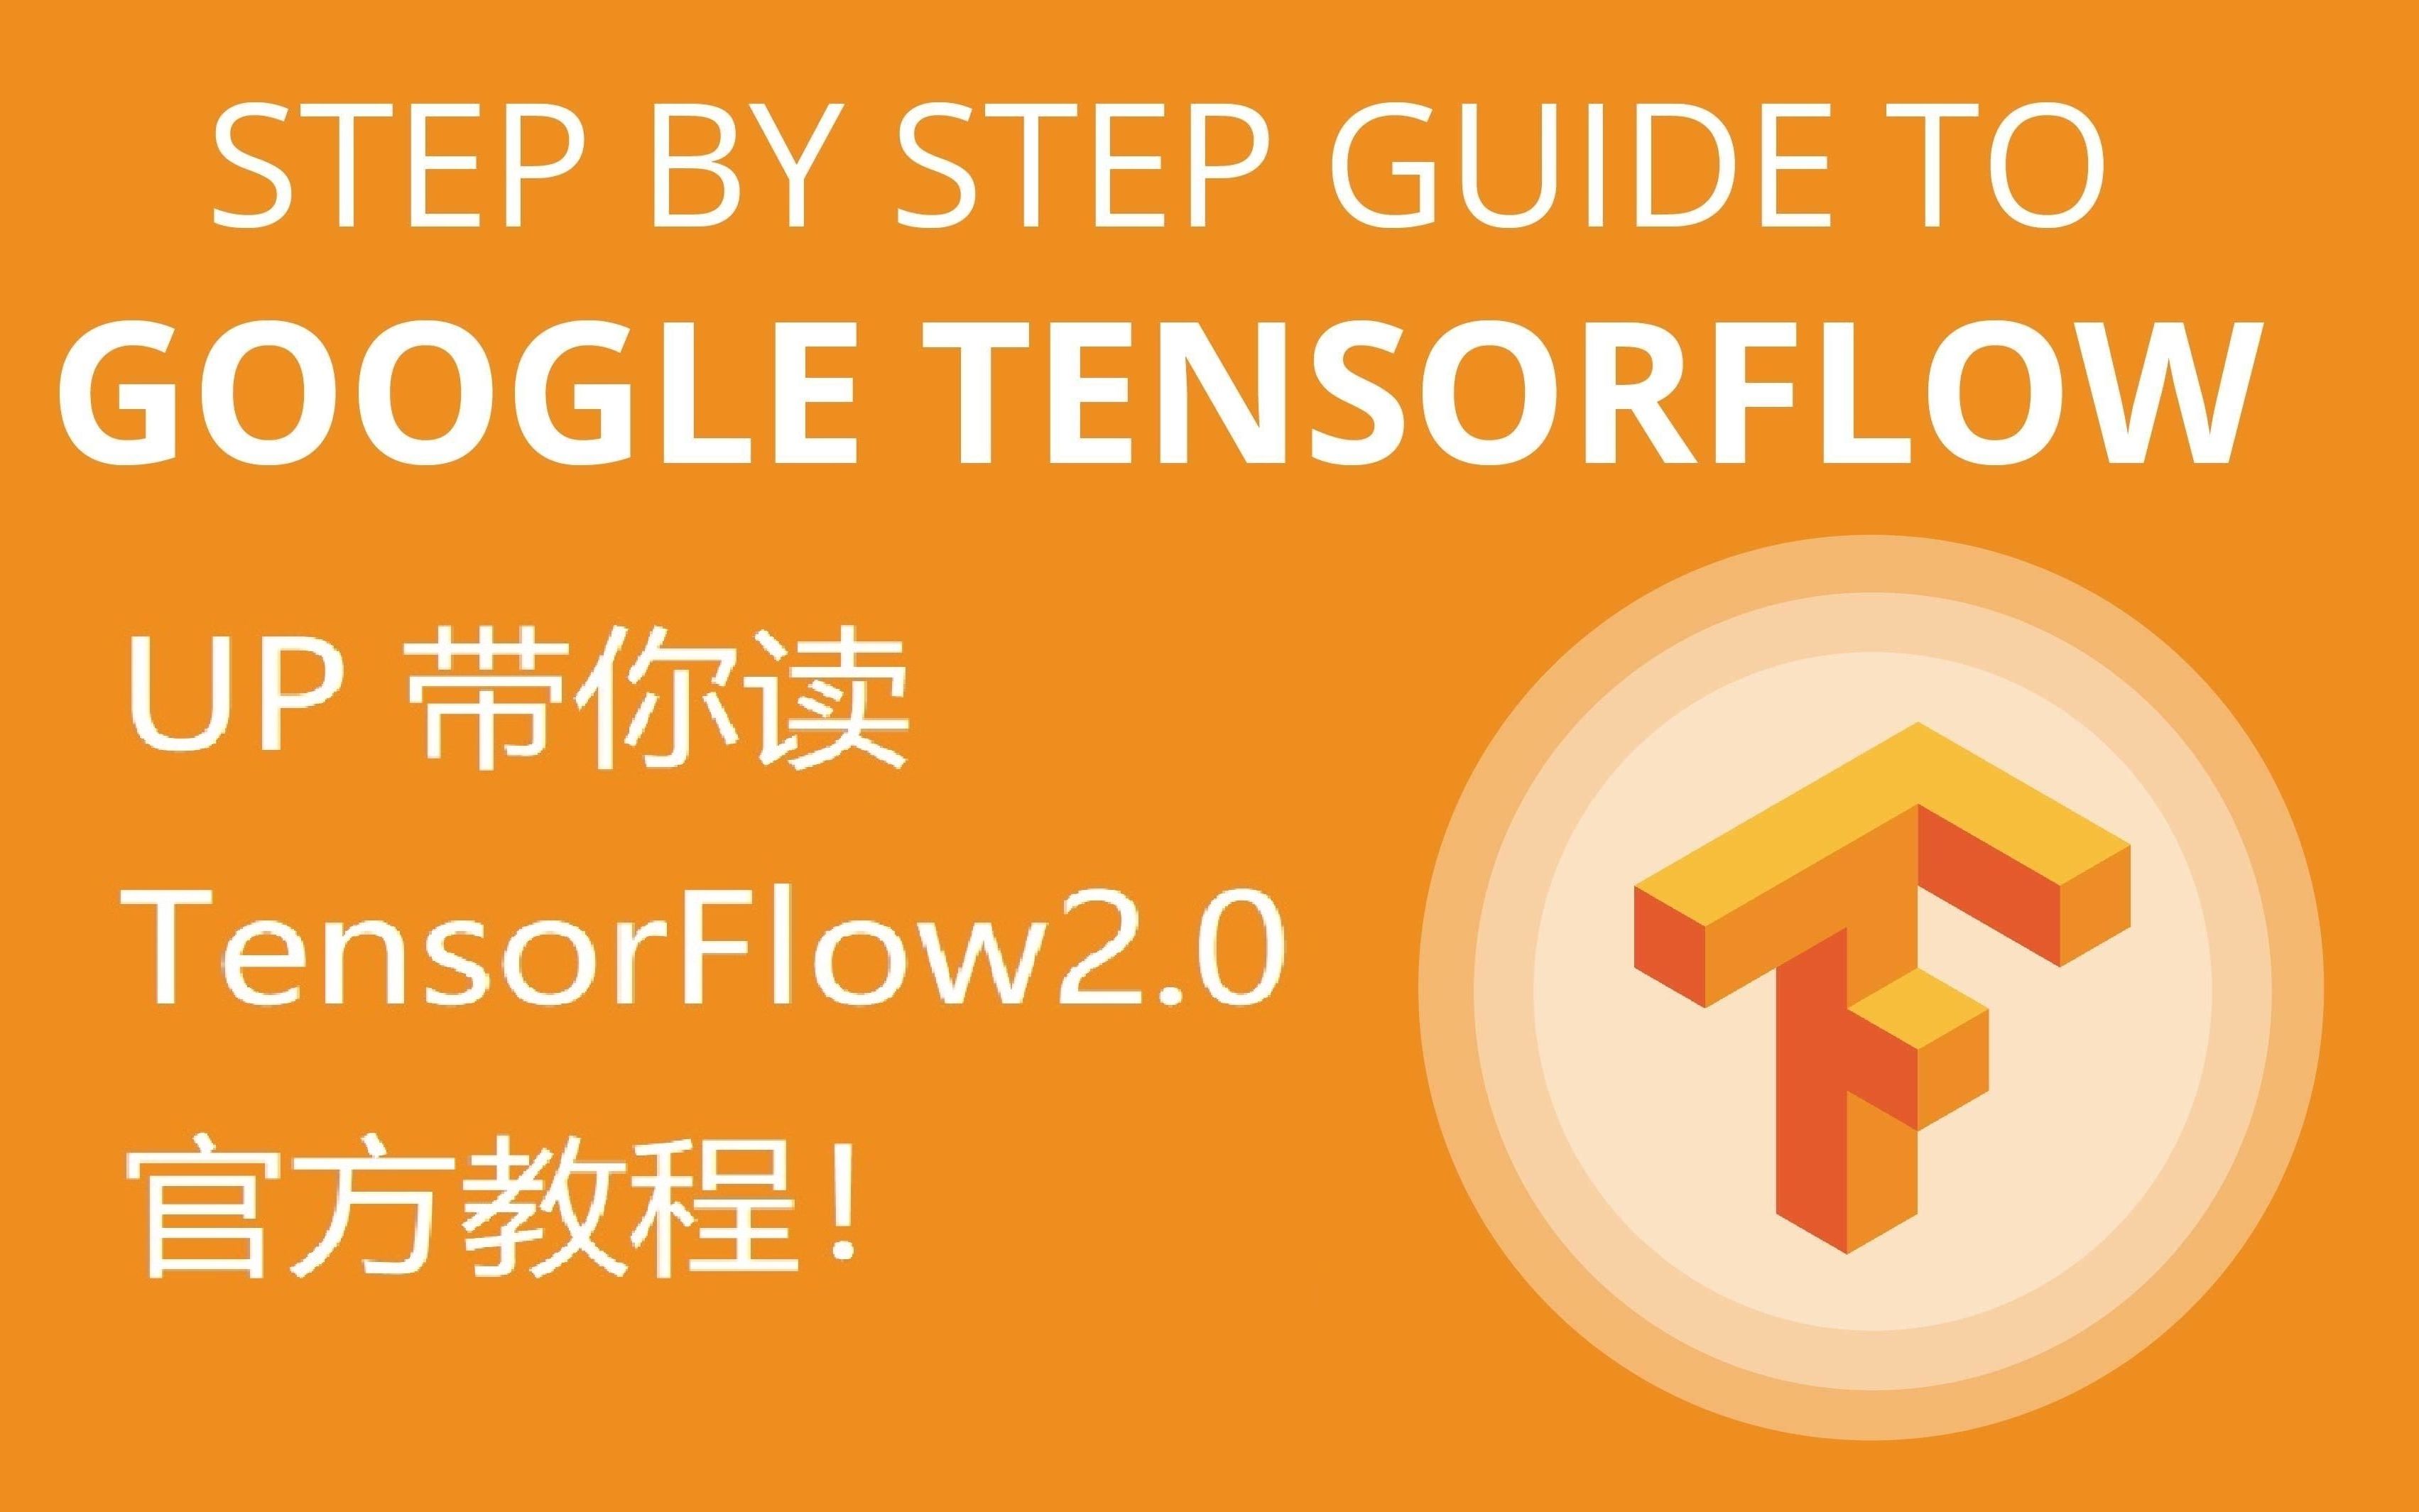 STEP BY STEP GUIDE TO
GOOGLE TENSORFLOW
UP 带你读
TensorFlow2.0
官方教程！